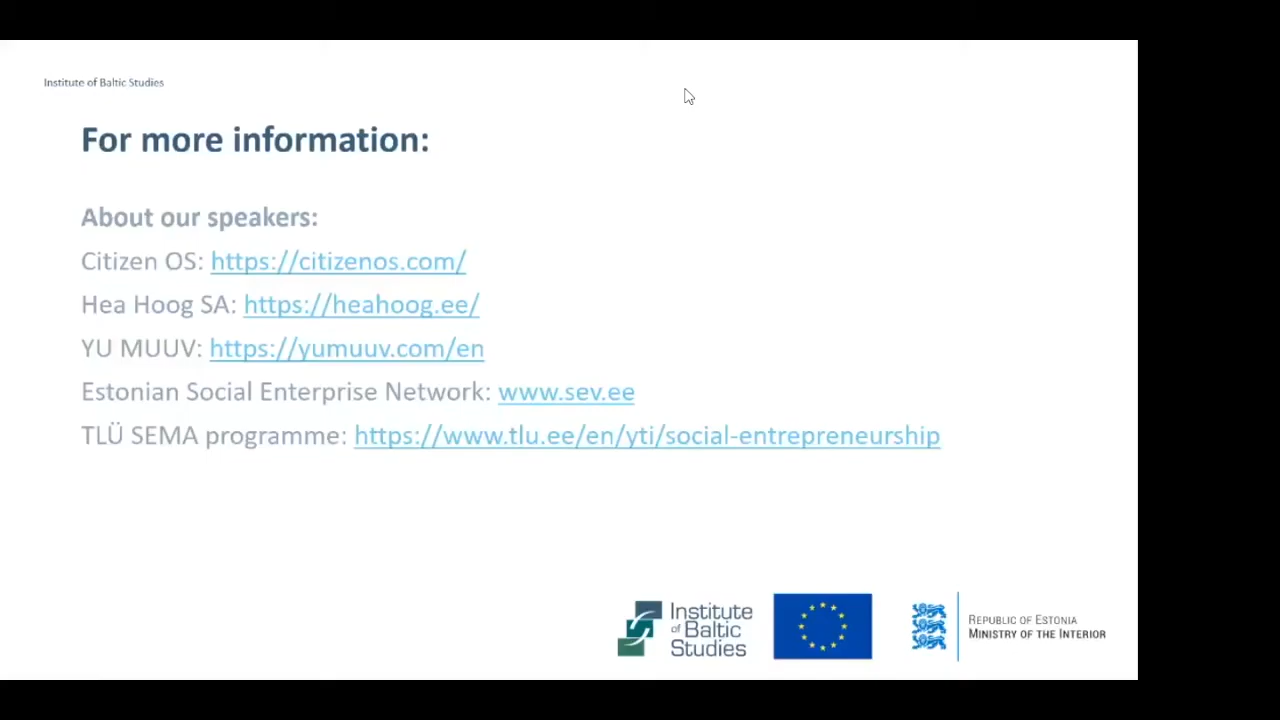 Institute of Baltic Studies
For more information:
About our speakers:
Citizen OS: https://citizenos.com/
Hea Hoog SA: https://heahoog.ee/
YU MUUV: https://yumuuv.com/en
Estonian Social Enterprise Network: www.sev.ee
TLÜ SEMA programme: https://www.tlu.ee/en/yti/social-entrepreneurship
Institute
of Baltic
Studies
REPUBLIC OF ESTONIA
MINISTRY OF THE INTERIOR